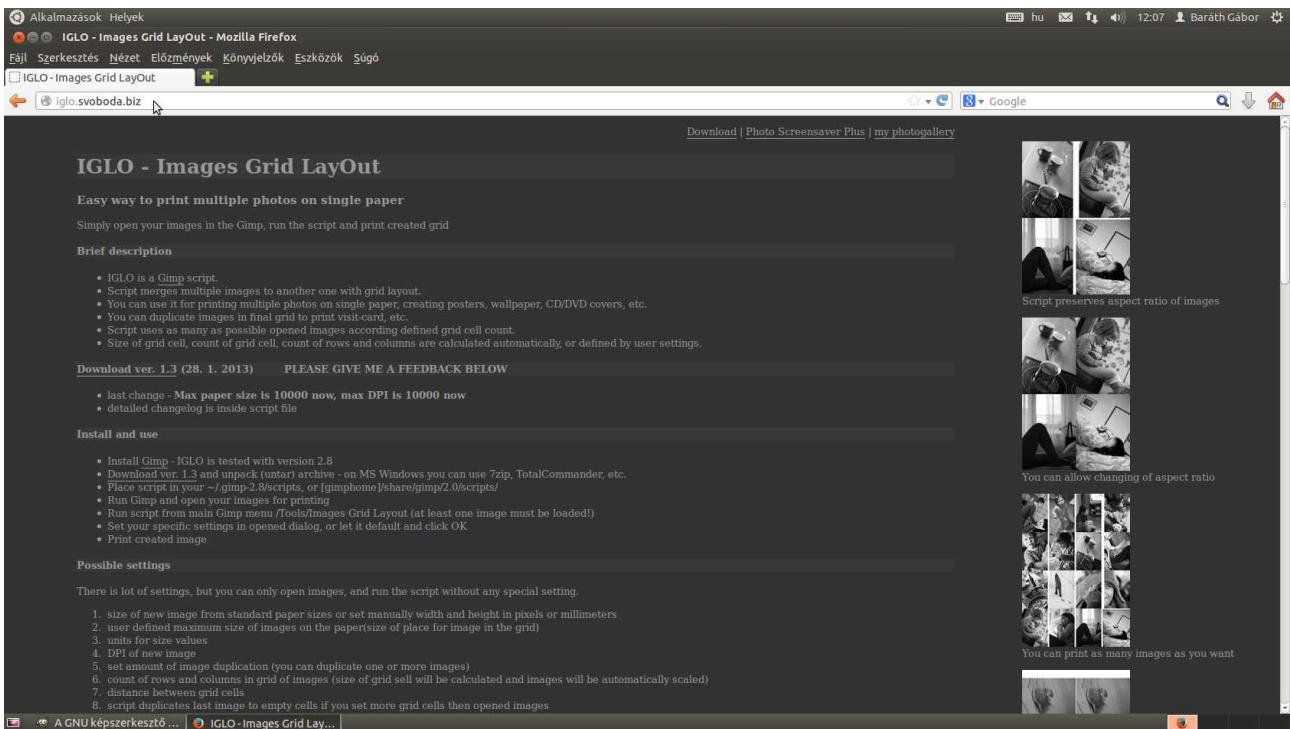 Alkalmazások Helyek
hu 12:07 Baráth Gábor
IGLO - Images Grid LayOut - Mozilla Firefox
Fájl Szerkesztés Nézet Előzmények Könyvjelzők Eszközök Súgó
IGLO - Images Grid LayOut
iglo.svoboda.biz
Google
Download | Photo Screensaver Plus | my photogallery
IGLO - Images Grid LayOut
Easy way to print multiple photos on single paper
Simply open your images in the Gimp, run the script and print created grid
Brief description
• IGLO is a Gimp script.
• Script merges multiple images to another one with grid layout.
• You can use it for printing multiple photos on single paper, creating posters, wallpaper, CD/DVD covers, etc.
• You can duplicate images in final grid to print visit-card, etc.
• Script uses as many as possible opened images according defined grid cell count.
• Size of grid cell, count of grid cell, count of rows and columns are calculated automatically, or defined by user settings.
Download ver. 1.3 (28. 1. 2013) PLEASE GIVE ME A FEEDBACK BELOW
• last change - Max paper size is 10000 now, max DPI is 10000 now
• detailed changelog is inside script file
Install and use
• Install Gimp - IGLO is tested with version 2.8
• Download ver. 1.3 and unpack (untar) archive - on MS Windows you can use 7zip, TotalCommander, etc.
• Place script in your ~/.gimp-2.8/scripts, or [gimphome]/share/gimp/2.0/scripts/
• Run Gimp and open your images for printing
• Run script from main Gimp menu /Tools/Images Grid Layout (at least one image must be loaded!)
• Set your specific settings in opened dialog, or let it default and click OK
• Print created image
Possible settings
There is lot of settings, but you can only open images, and run the script without any special setting.
1. size of new image from standard paper sizes or set manually width and height in pixels or millimeters
2. user defined maximum size of images on the paper(size of place for image in the grid)
3. units for size values
4. DPI of new image
5. set amount of image duplication (you can duplicate one or more images)
6. count of rows and columns in grid of images (size of grid sell will be calculated and images will be automatically scaled)
7. distance between grid cells
8. script duplicates last image to empty cells if you set more grid cells then opened images
Script preserves aspect ratio of images
You can allow changing of aspect ratio
You can print as many images as you want
A GNU képszerkesztő ...
IGLO - Images Grid Lay...